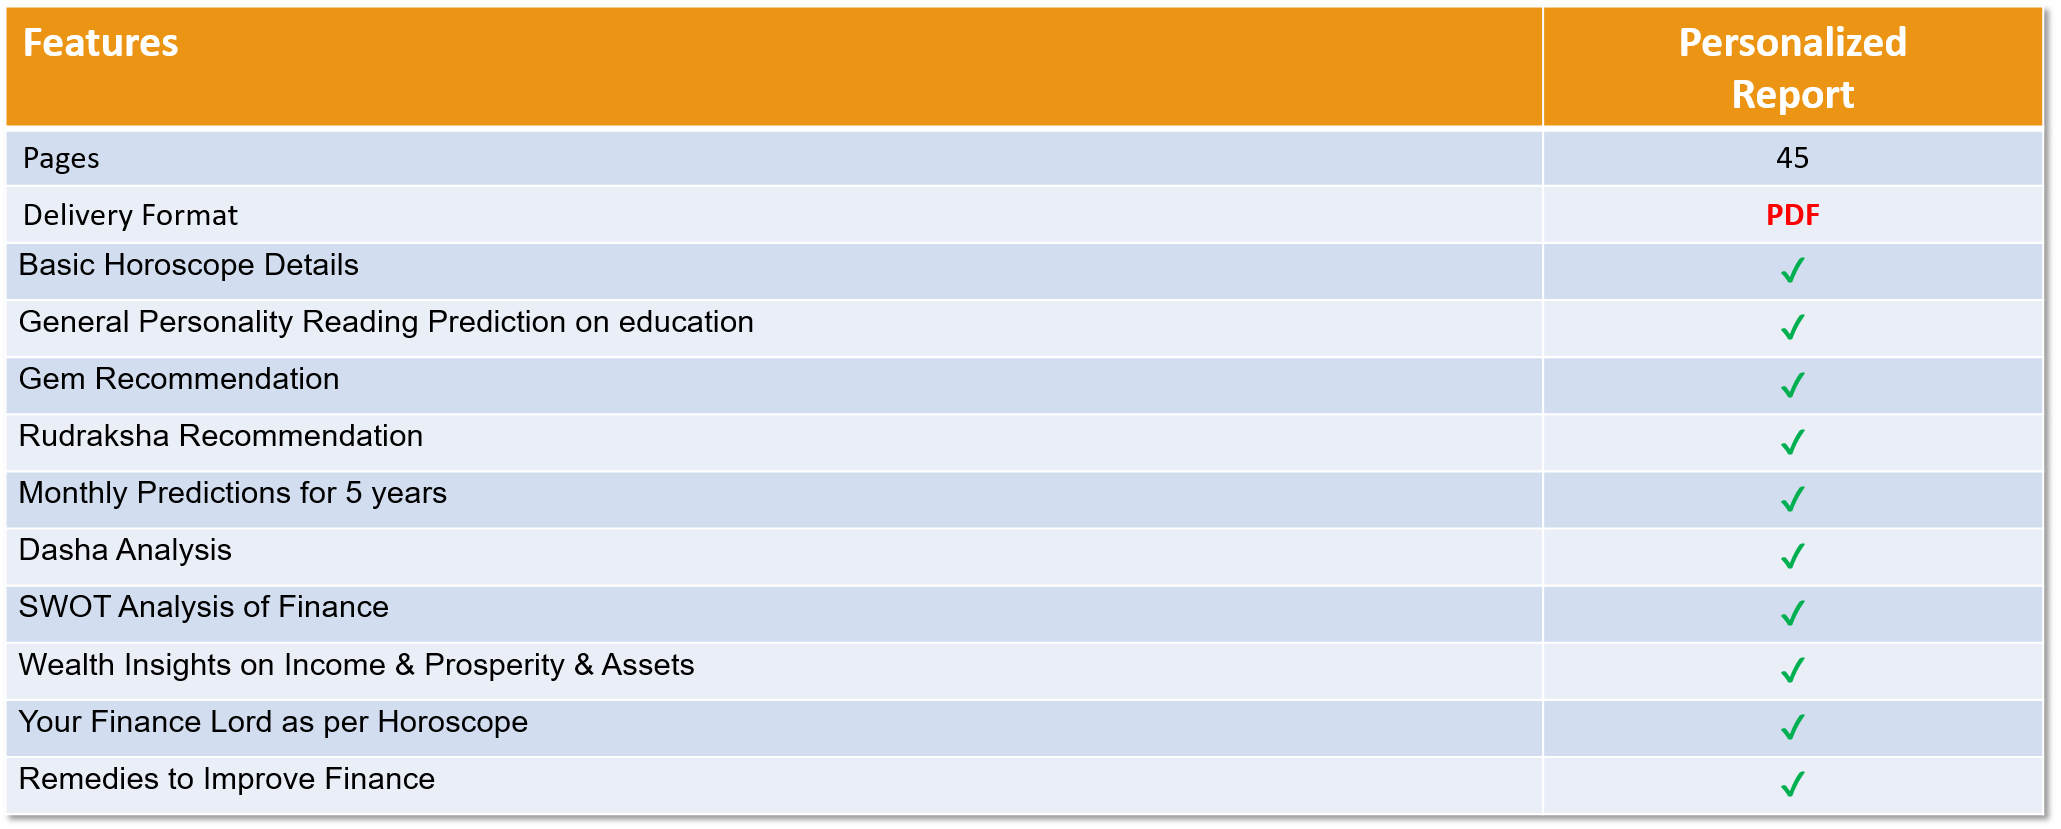 Features
Personalized
Report
Pages 45
Delivery Format PDF
Basic Horoscope Details ✓
General Personality Reading Prediction on education ✓
Gem Recommendation ✓
Rudraksha Recommendation ✓
Monthly Predictions for 5 years ✓
Dasha Analysis ✓
SWOT Analysis of Finance ✓
Wealth Insights on Income & Prosperity & Assets ✓
Your Finance Lord as per Horoscope ✓
Remedies to Improve Finance ✓